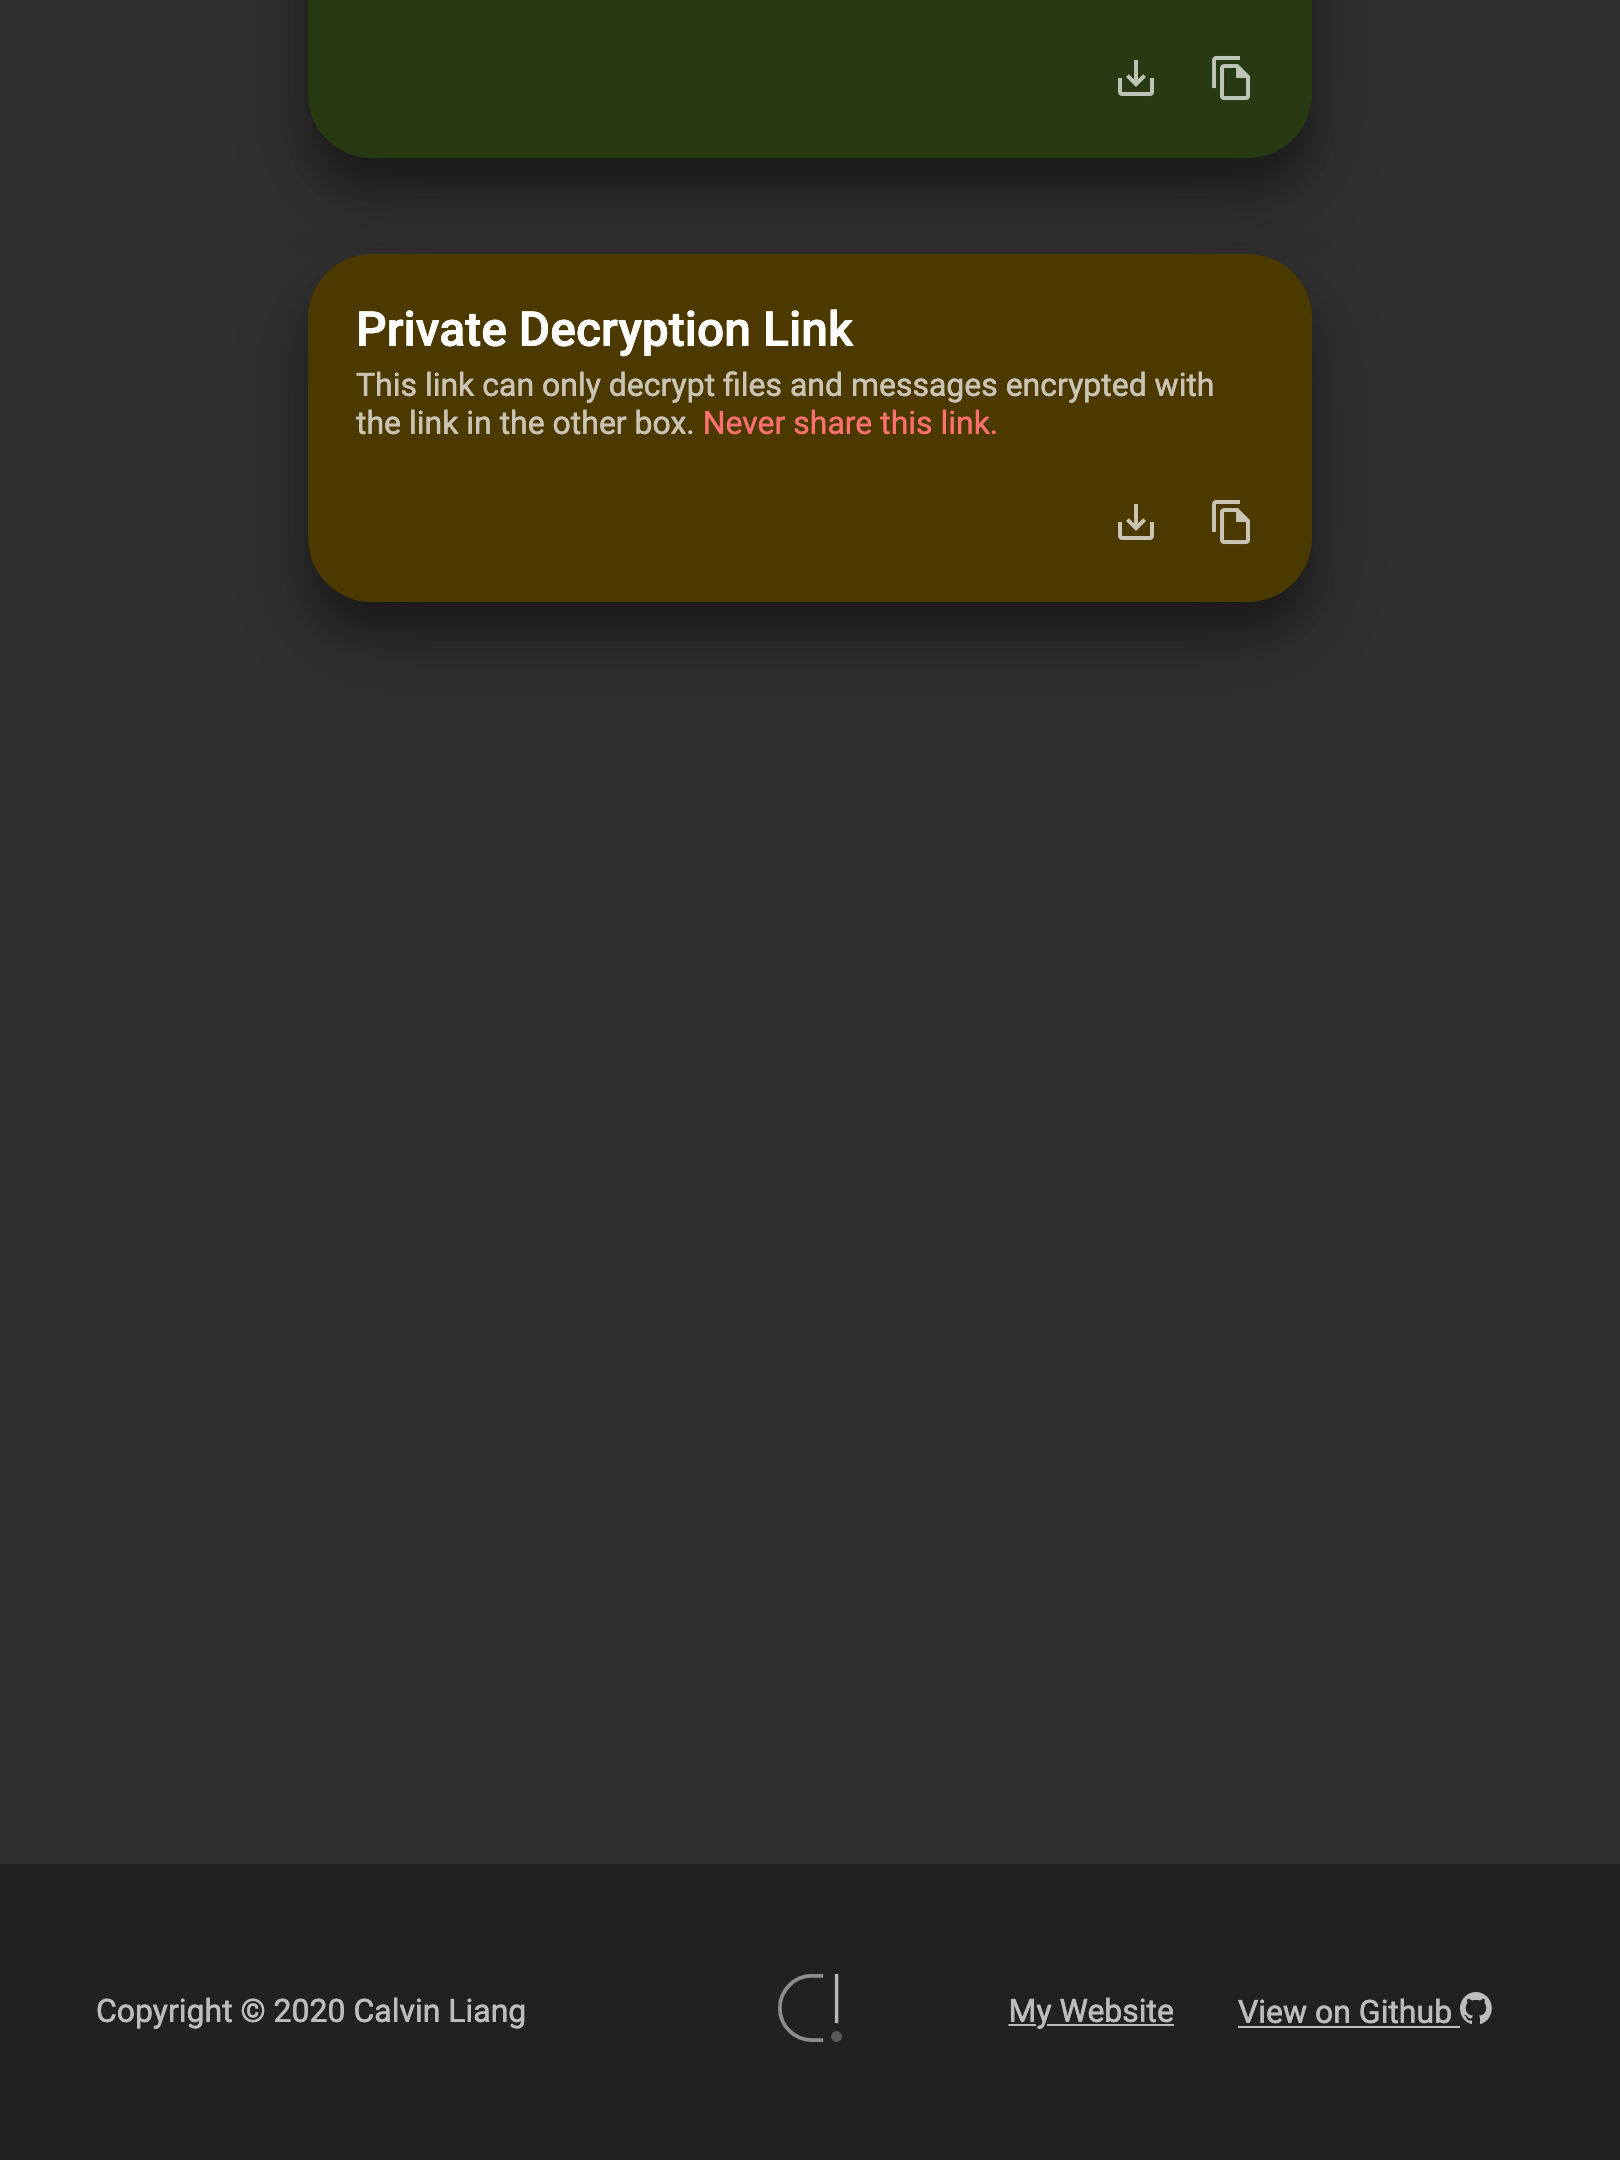 Private Decryption Link
This link can only decrypt files and messages encrypted with
the link in the other box. Never share this link.
Copyright © 2020 Calvin Liang
My Website
View on Github